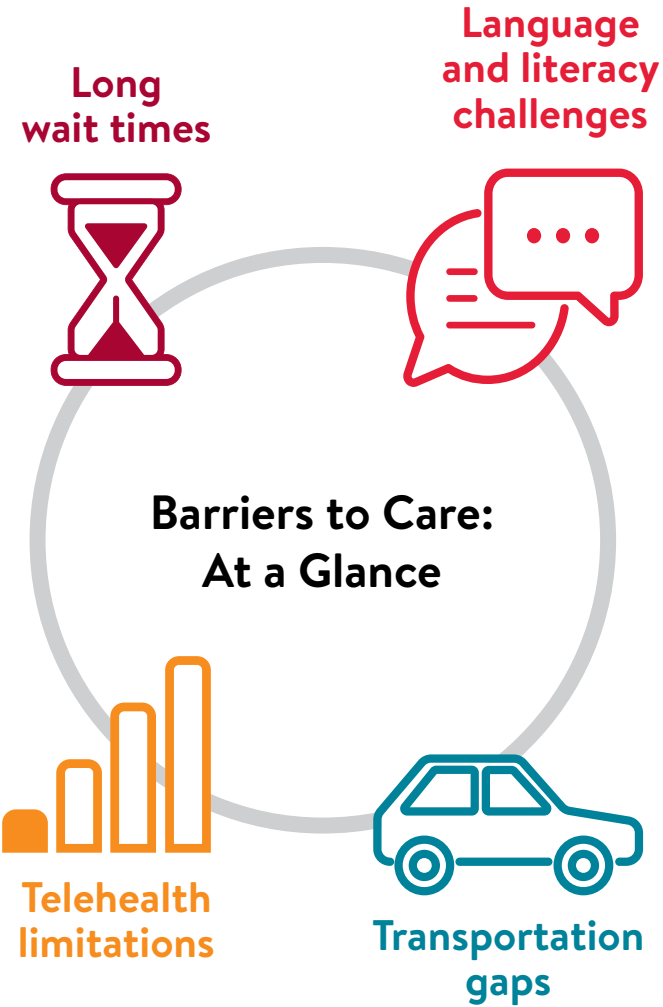 Long
wait times
Language
and literacy
challenges
Barriers to Care:
At a Glance
Telehealth
limitations
Transportation
gaps